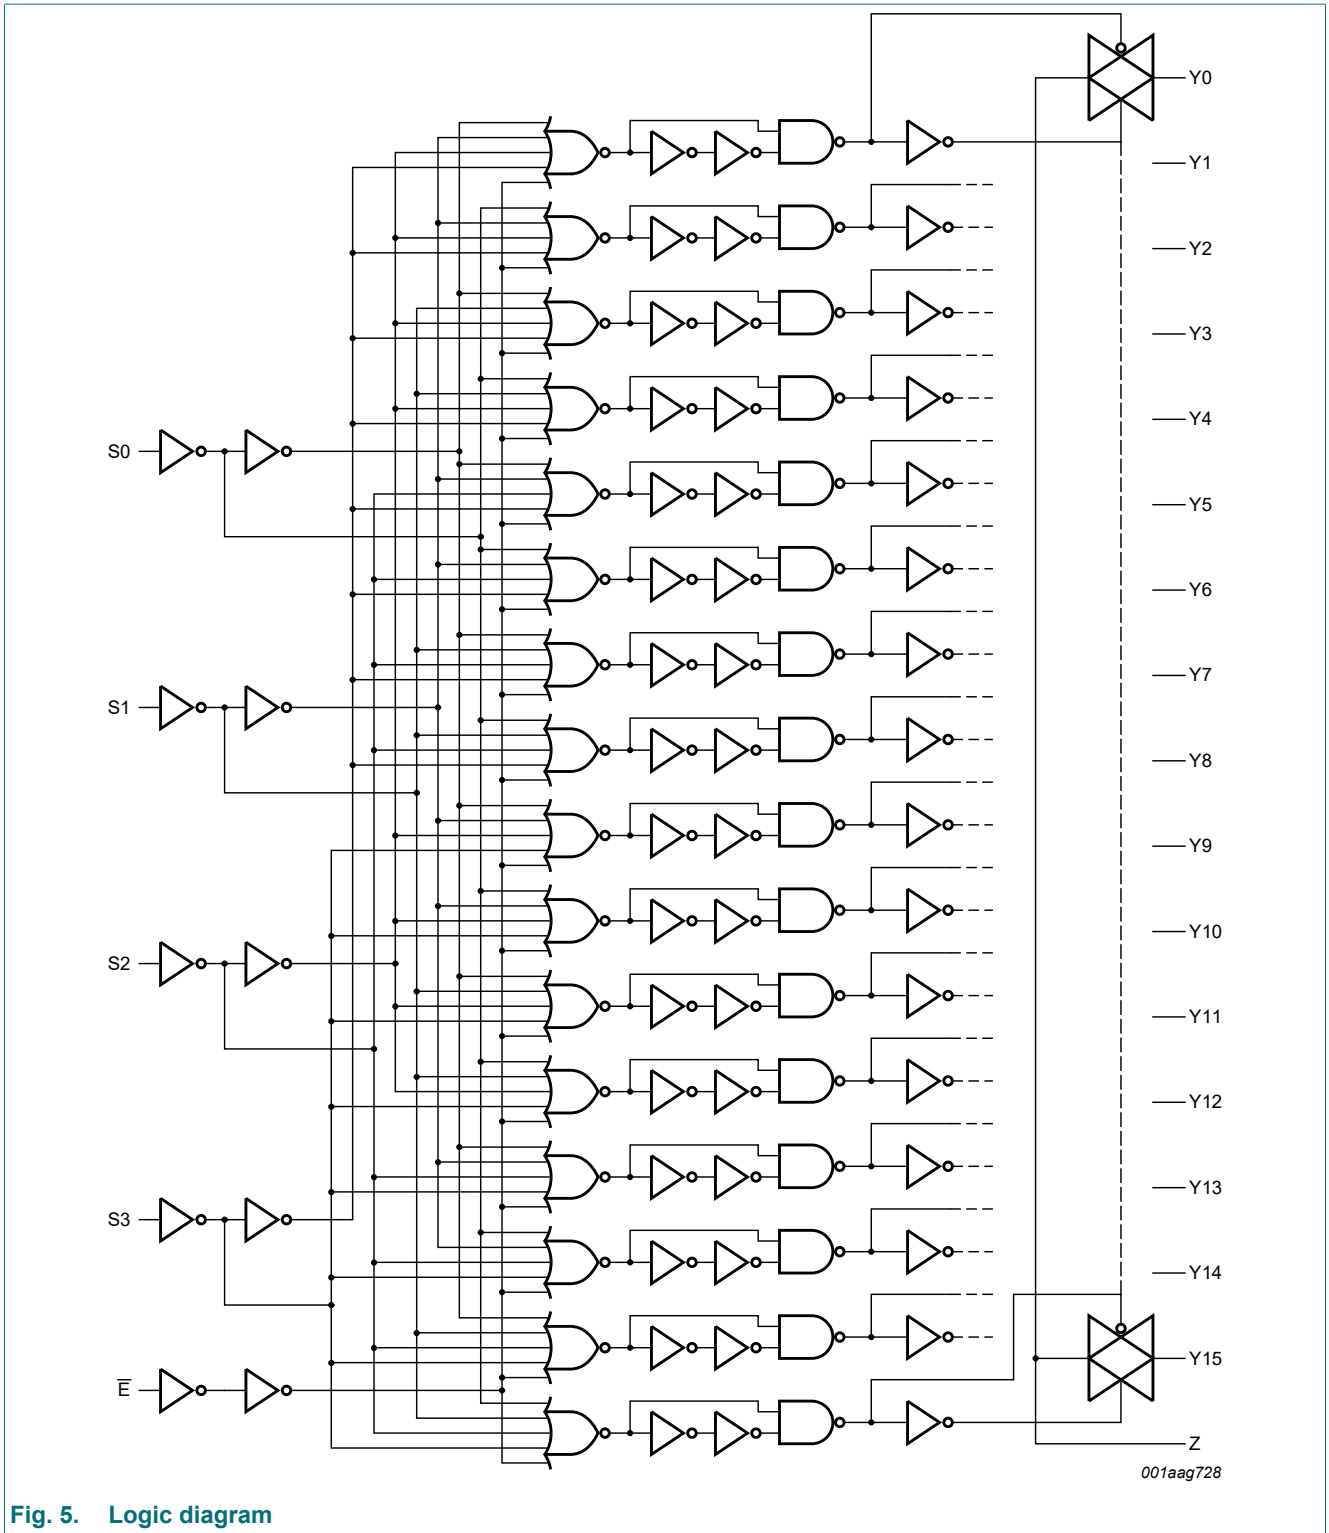 Y0
Y1
Y2
Y3
Y4
S0
Y5
Y6
Y7
S1
Y8
Y9
Y10
S2
Y11
Y12
Y13
S3
Y14
Y15
E̅
Z
001aag728
Fig. 5. Logic diagram